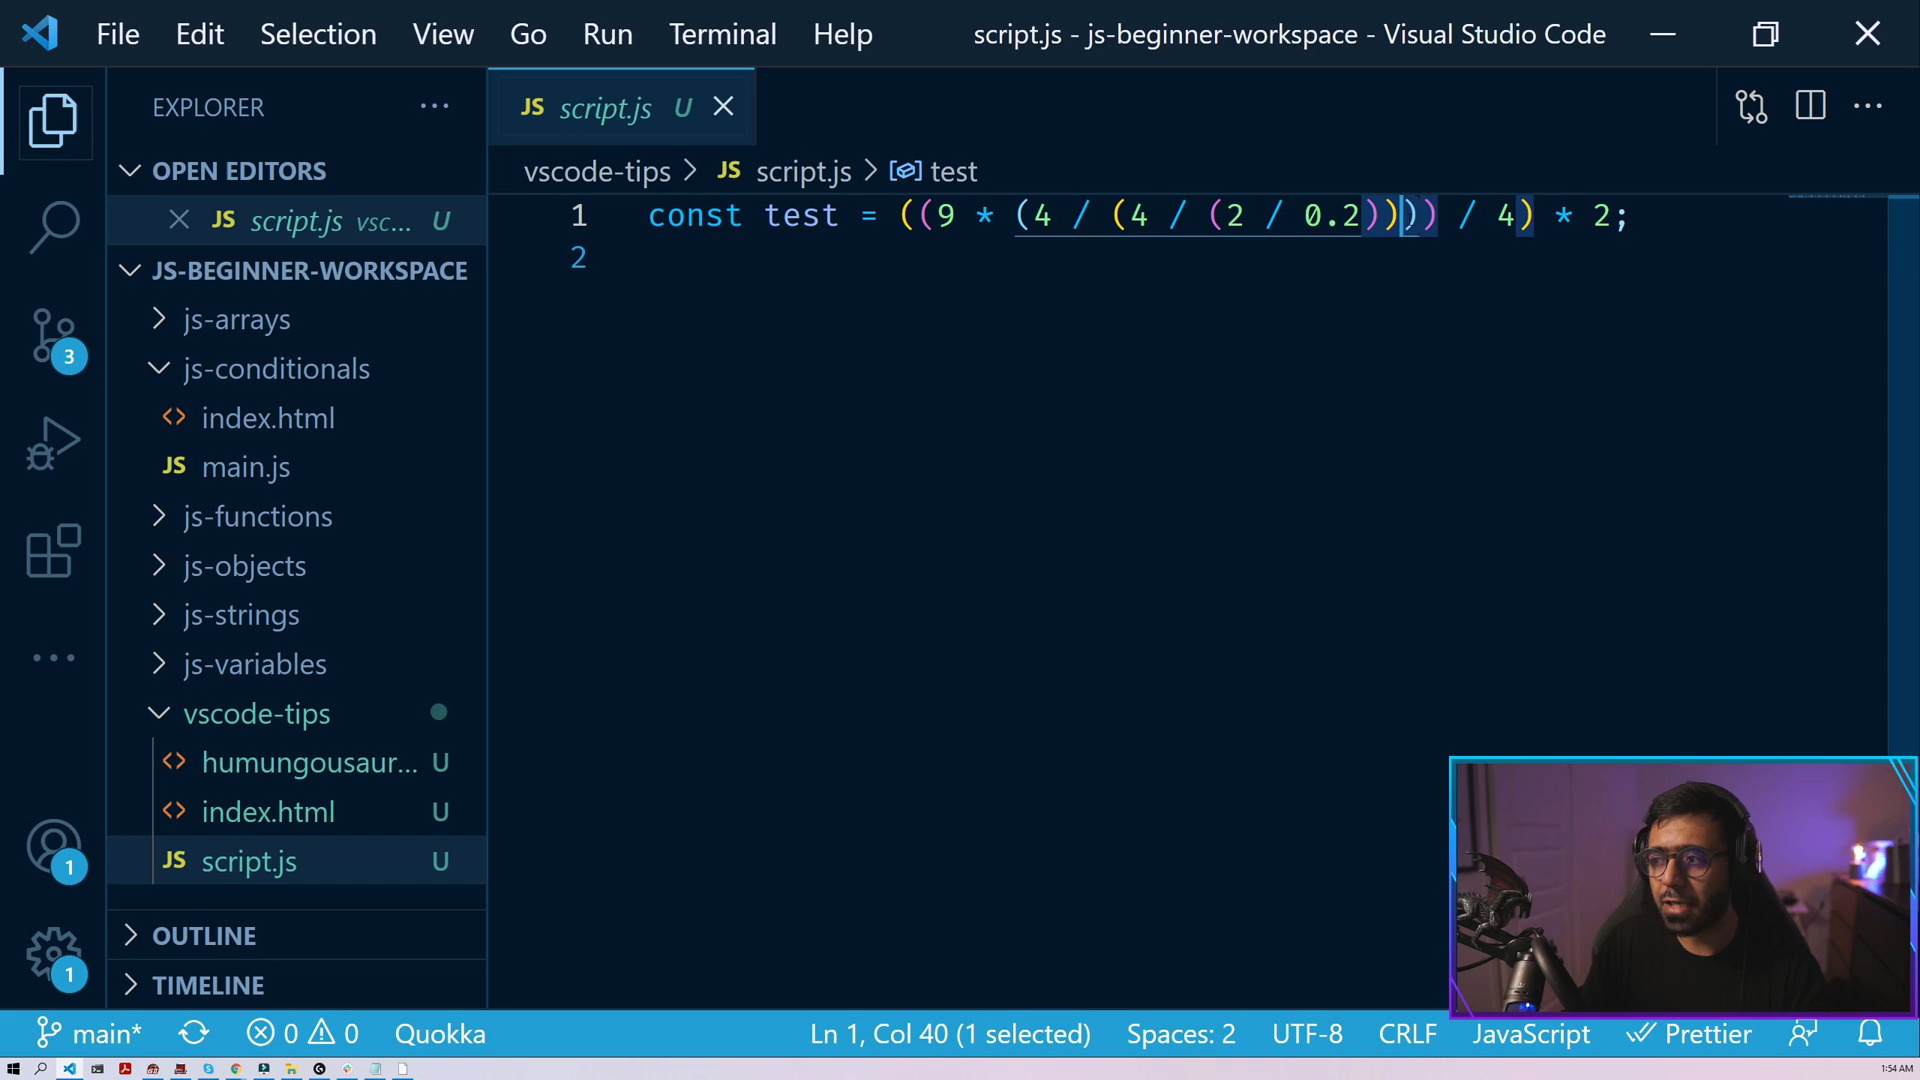 File Edit Selection View Go Run Terminal Help script.js - js-beginner-workspace - Visual Studio Code
EXPLORER
JS script.js U
OPEN EDITORS
vscode-tips > JS script.js > test
JS script.js vsc... U
1 const test = ((9 * (4 / (4 / (2 / 0.2)))) / 4) * 2;
2
JS-BEGINNER-WORKSPACE
js-arrays
3
js-conditionals
index.html
JS main.js
js-functions
js-objects
js-strings
js-variables
vscode-tips
humungousaur... U
index.html U
JS script.js U
1
OUTLINE
1
TIMELINE
main* 0 0 Quokka Ln 1, Col 40 (1 selected) Spaces: 2 UTF-8 CRLF JavaScript Prettier
1:54 AM